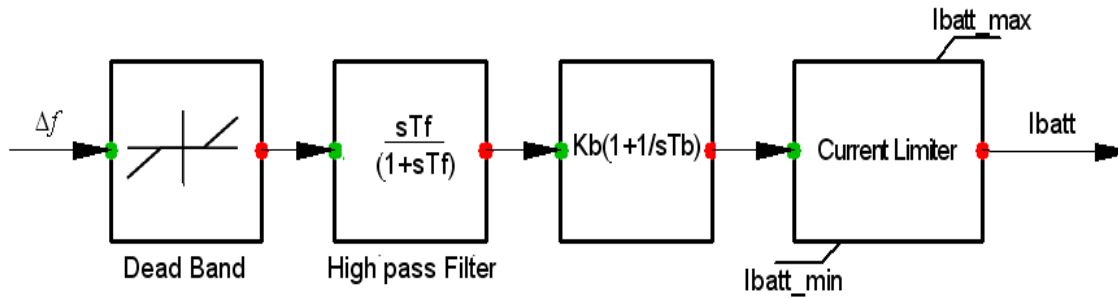 Δf
Dead Band
sTf
(1+sTf)
High pass Filter
Kb(1+1/sTb)
Ibatt_max
Current Limiter
Ibatt_min
Ibatt